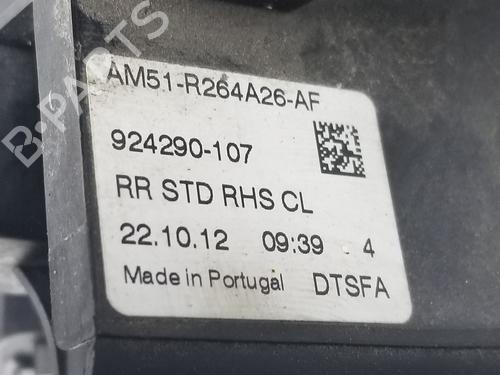 B-PARTS
AM51-R264A26-AF
924290-107
RR STD RHS CL
22.10.12 09:39 4
Made in Portugal DTSFA